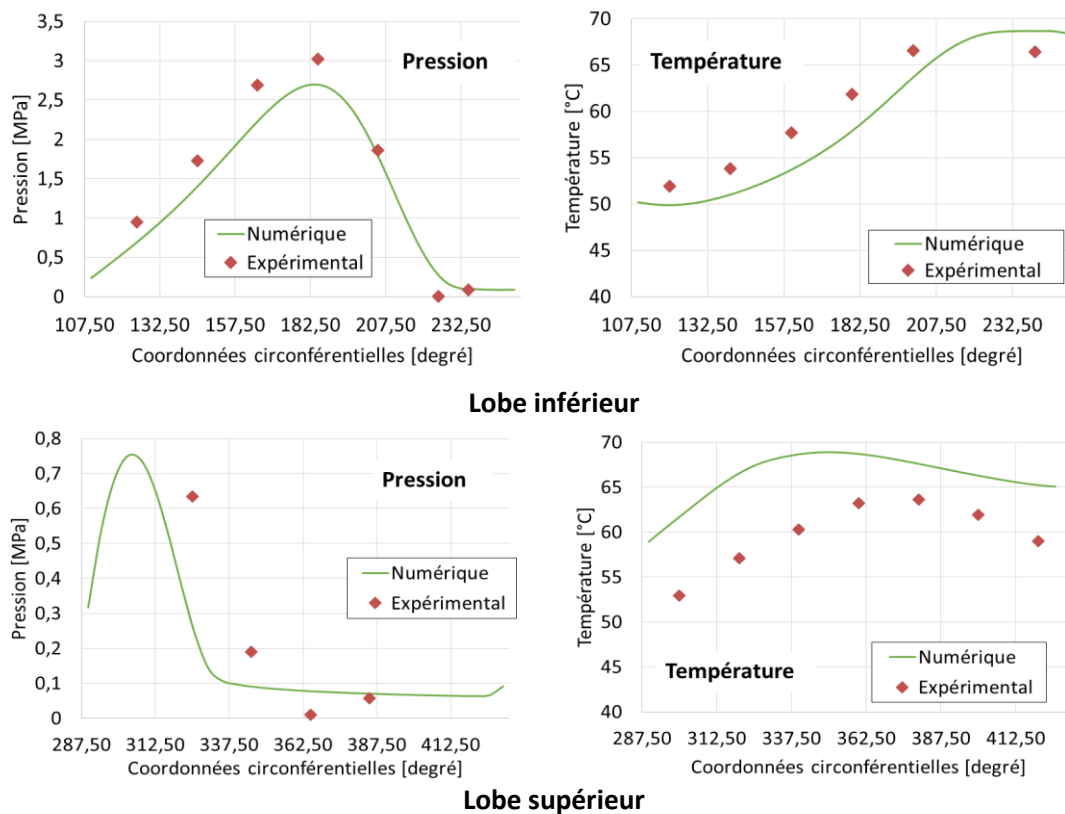 3,5
3
2,5
2
1,5
1
0,5
0
Pression [MPa]
Pression
Numérique
Expérimental
107,50 132,50 157,50 182,50 207,50 232,50
Coordonnées circonférentielles [degré]
70
65
60
55
50
45
40
Température [°C]
Température
Numérique
Expérimental
107,50 132,50 157,50 182,50 207,50 232,50
Coordonnées circonférentielles [degré]
Lobe inférieur
0,8
0,7
0,6
0,5
0,4
0,3
0,2
0,1
0
Pression [MPa]
Pression
Numérique
Expérimental
287,50 312,50 337,50 362,50 387,50 412,50
Coordonnées circonférentielles [degré]
70
65
60
55
50
45
40
Température [°C]
Température
Numérique
Expérimental
287,50 312,50 337,50 362,50 387,50 412,50
Coordonnées circonférentielles [degré]
Lobe supérieur